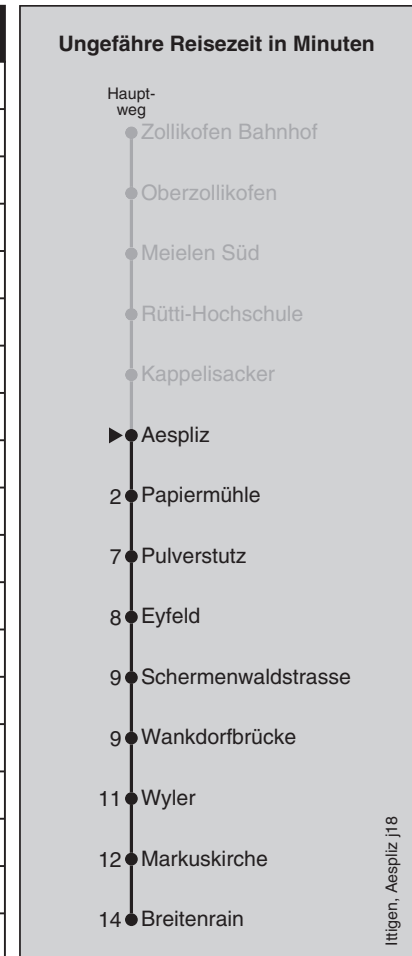 Ungefähre Reisezeit in Minuten
Haupt-
weg
Zollikofen Bahnhof
Oberzollikofen
Meielen Süd
Rütti-Hochschule
Kappelisacker
Aespliz
2 Papiermühle
7 Pulverstutz
8 Eyfeld
9 Schermenwaldstrasse
9 Wankdorfbrücke
11 Wyler
12 Markuskirche
14 Breitenrain
Ittigen, Aespliz j18